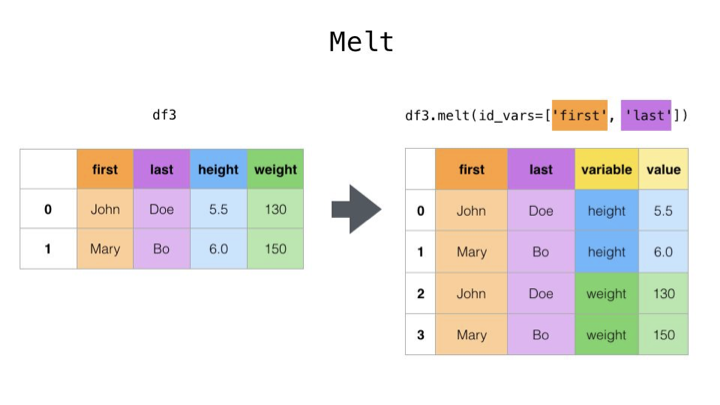 Melt
df3
first last height weight
0 John Doe 5.5 130
1 Mary Bo 6.0 150
df3.melt(id_vars=['first', 'last'])
first last variable value
0 John Doe height 5.5
1 Mary Bo height 6.0
2 John Doe weight 130
3 Mary Bo weight 150